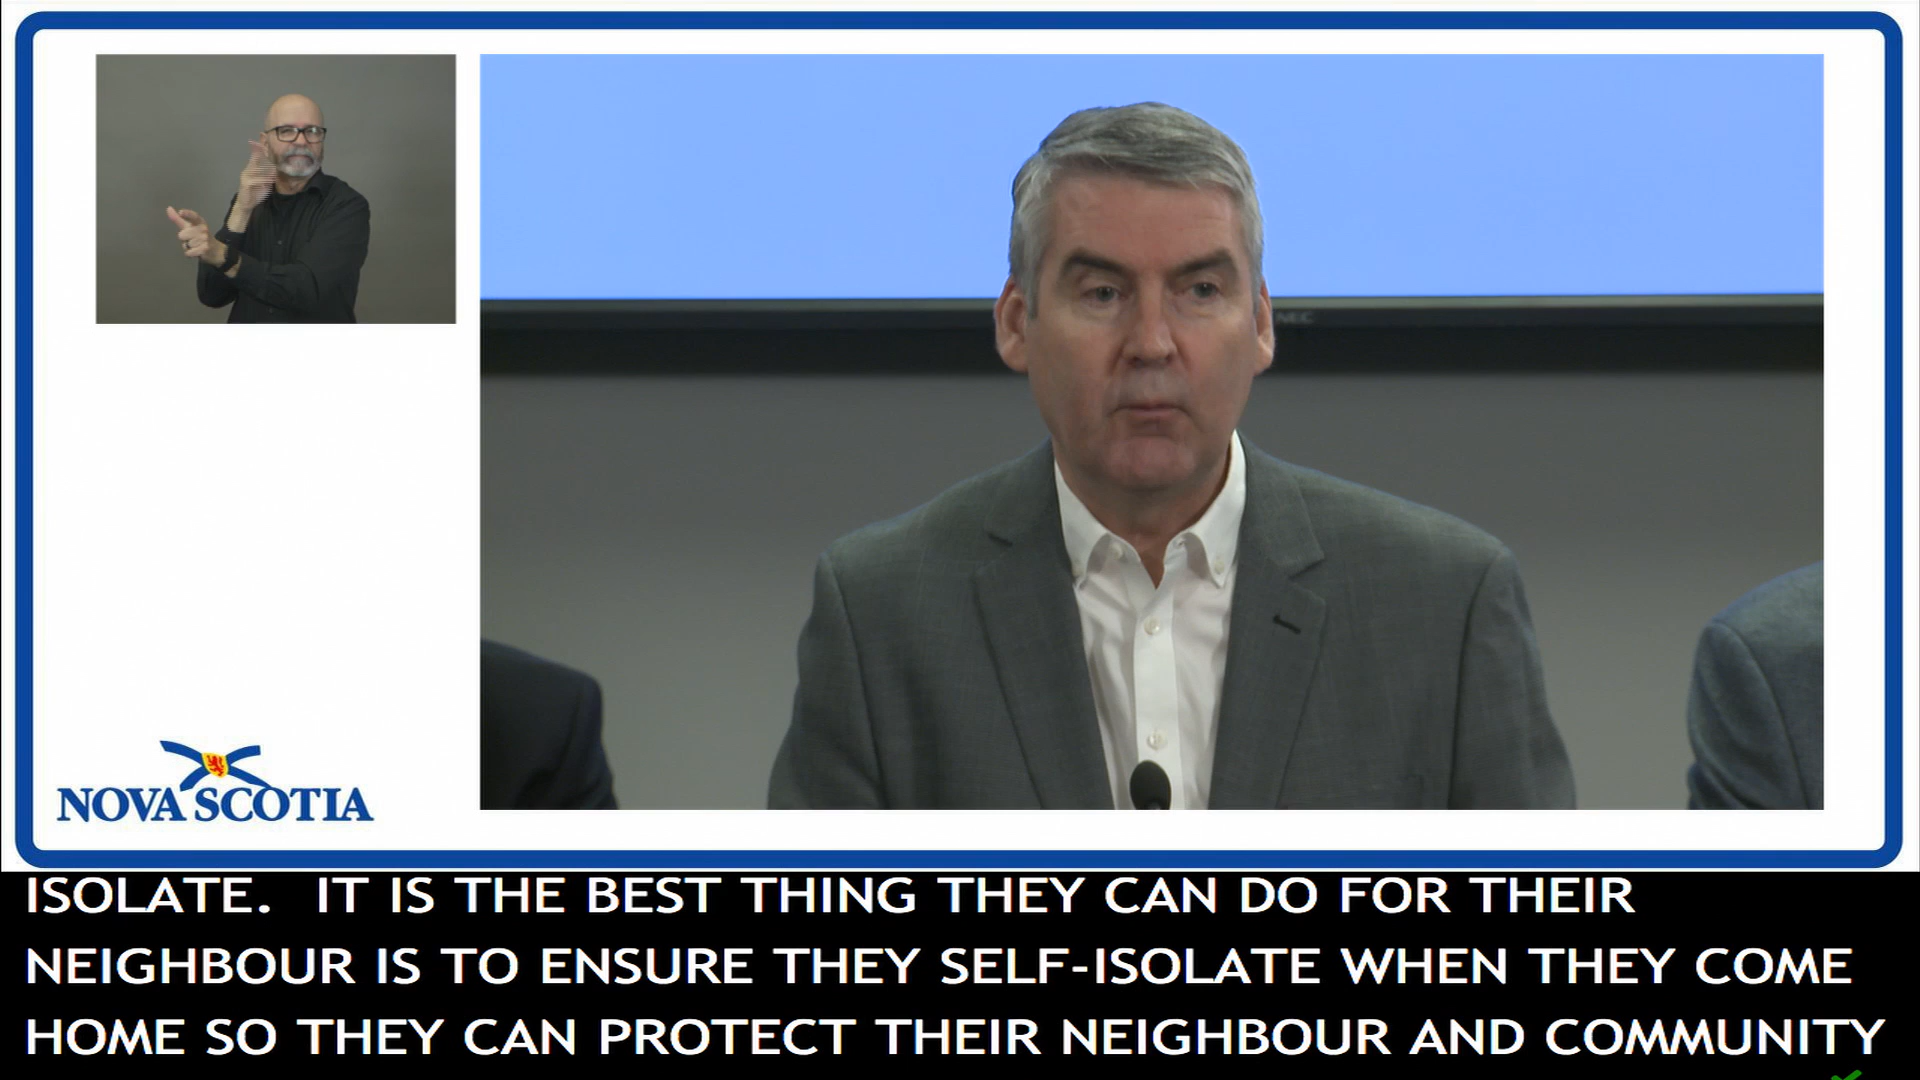 NEC
NOVA SCOTIA
ISOLATE. IT IS THE BEST THING THEY CAN DO FOR THEIR
NEIGHBOUR IS TO ENSURE THEY SELF-ISOLATE WHEN THEY COME
HOME SO THEY CAN PROTECT THEIR NEIGHBOUR AND COMMUNITY